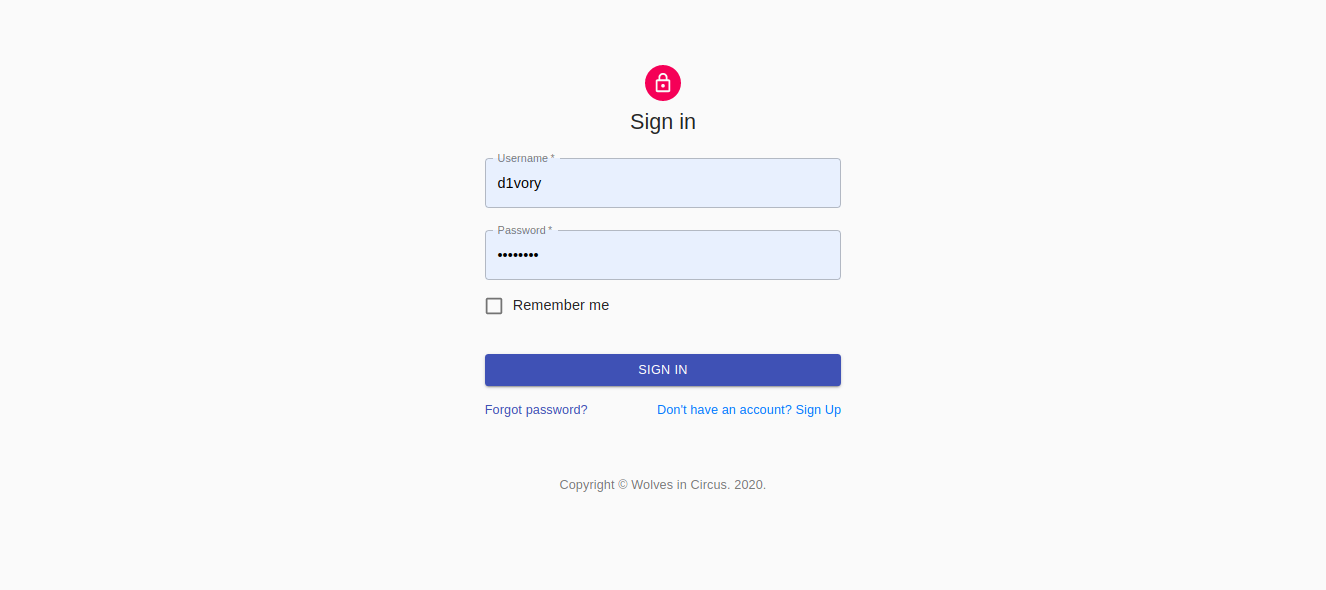 Sign in
Username *
d1vory
Password *
••••••••
Remember me
SIGN IN
Forgot password? Don't have an account? Sign Up
Copyright © Wolves in Circus. 2020.